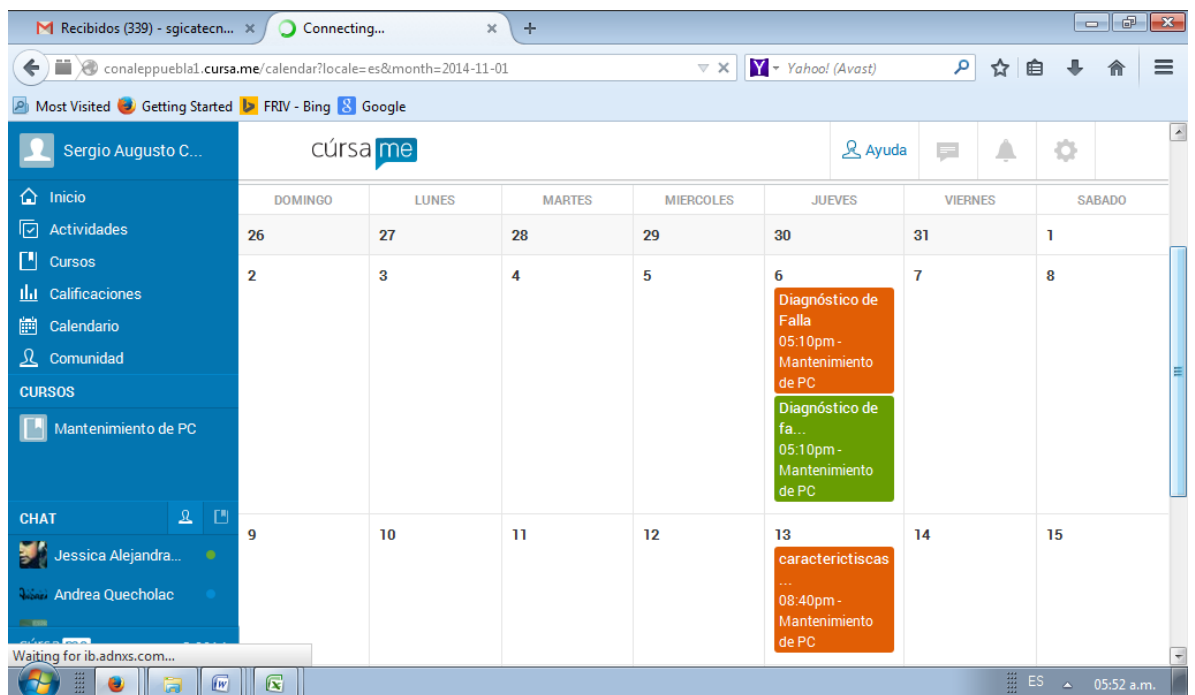 Recibidos (339) - sgicatecn...
Connecting...
conaleppuebla1.cursa.me/calendar?locale=es&month=2014-11-01
Yahoo! (Avast)
Most Visited Getting Started FRIV - Bing Google
Sergio Augusto C...
cúrsame
Ayuda
Inicio
Actividades
Cursos
Calificaciones
Calendario
Comunidad
CURSOS
Mantenimiento de PC
CHAT
Jessica Alejandra...
Andrea Quecholac
DOMINGO LUNES MARTES MIERCOLES JUEVES VIERNES SABADO
26 27 28 29 30 31 1
2 3 4 5 6 7 8
Diagnóstico de
Falla
05:10pm -
Mantenimiento
de PC
Diagnóstico de
fa...
05:10pm -
Mantenimiento
de PC
9 10 11 12 13 14 15
carecterictiscas
...
08:40pm -
Mantenimiento
de PC
Waiting for ib.adnxs.com...
ES 05:52 a.m.